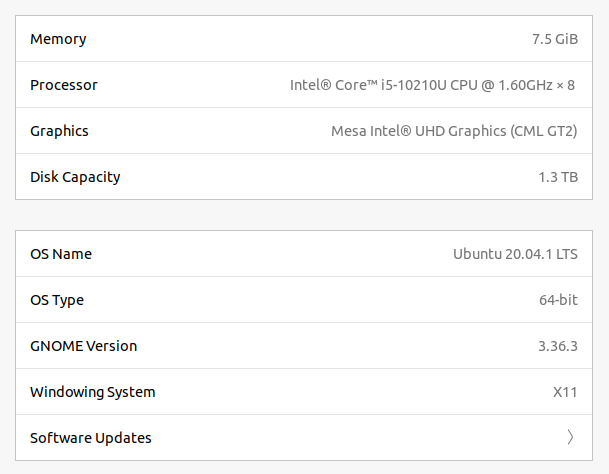 Memory 7.5 GiB
Processor Intel® Core™ i5-10210U CPU @ 1.60GHz × 8
Graphics Mesa Intel® UHD Graphics (CML GT2)
Disk Capacity 1.3 TB
OS Name Ubuntu 20.04.1 LTS
OS Type 64-bit
GNOME Version 3.36.3
Windowing System X11
Software Updates